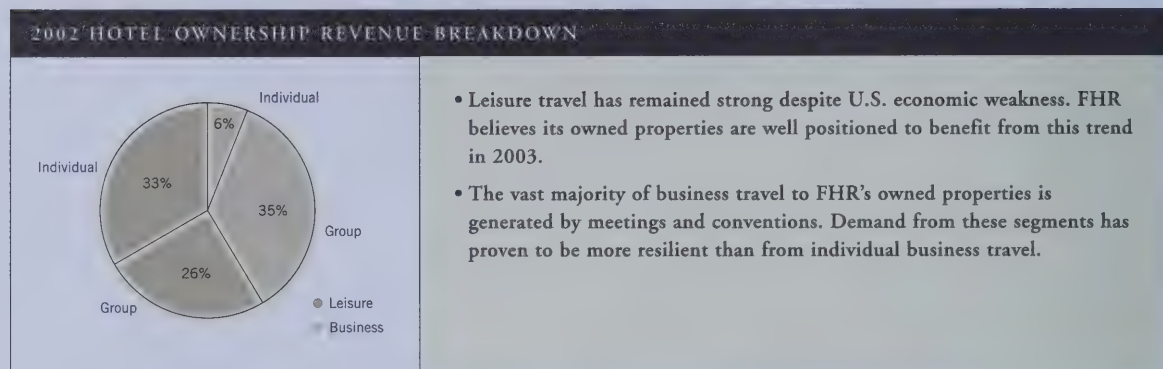 2002 HOTEL OWNERSHIP REVENUE BREAKDOWN
Individual
6%
Individual
33%
35%
Group
26%
Group
Leisure
Business
• Leisure travel has remained strong despite U.S. economic weakness. FHR
believes its owned properties are well positioned to benefit from this trend
in 2003.
• The vast majority of business travel to FHR's owned properties is
generated by meetings and conventions. Demand from these segments has
proven to be more resilient than from individual business travel.